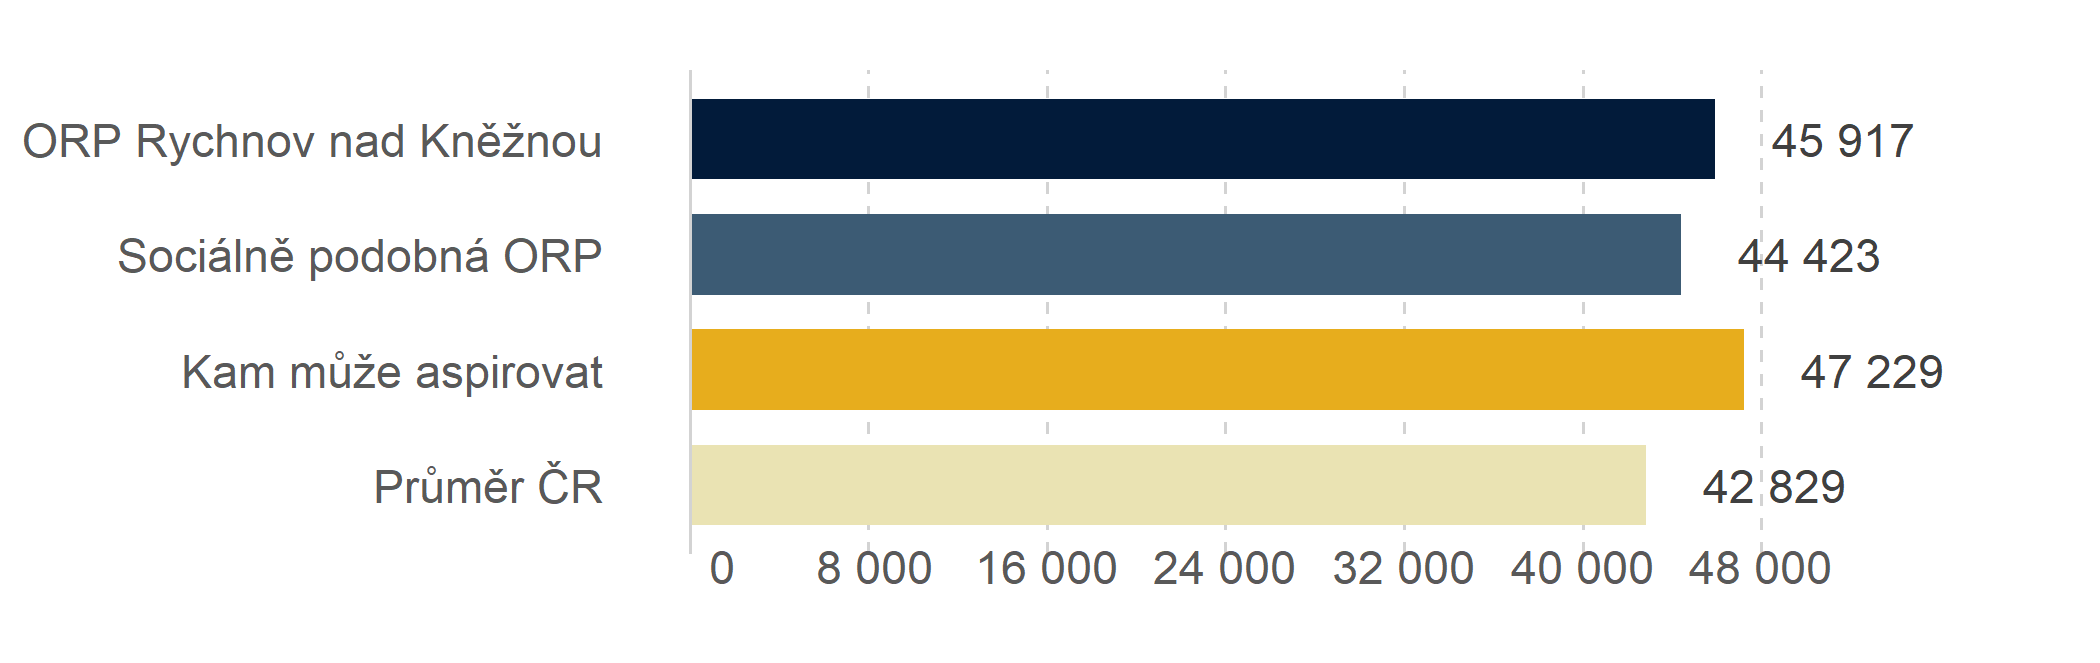 ORP Rychnov nad Kněžnou 45 917
Sociálně podobná ORP 44 423
Kam může aspirovat 47 229
Průměr ČR 42 829
0 8 000 16 000 24 000 32 000 40 000 48 000